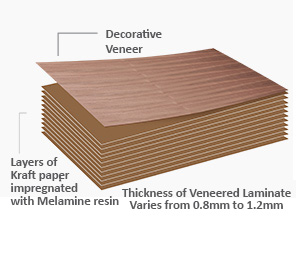 Decorative
Veneer
Layers of
Kraft paper
impregnated
with Melamine resin
Thickness of Veneered Laminate
Varies from 0.8mm to 1.2mm